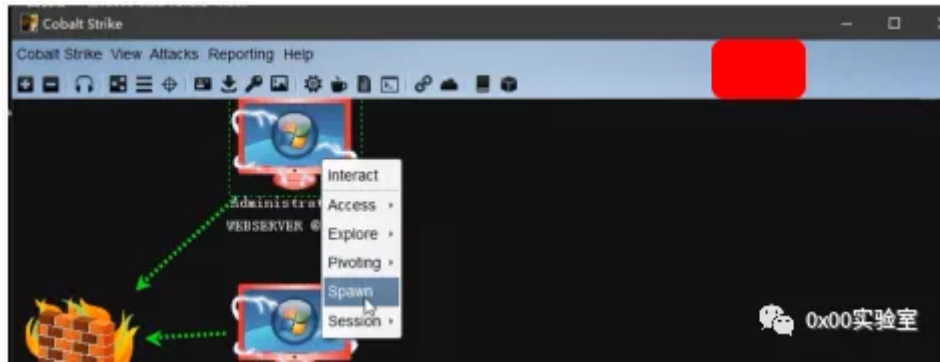 Cobalt Strike
Cobalt Strike View Attacks Reporting Help
Interact
Access
WEBSERVER
Explore
Pivoting
Spawn
Session
0x00实验室